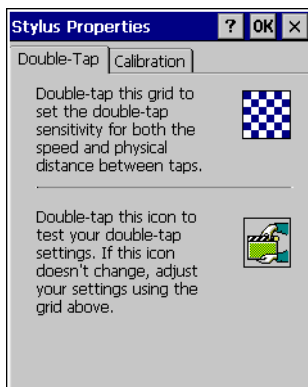 Stylus Properties ? OK ×
Double-Tap Calibration
Double-tap this grid to
set the double-tap
sensitivity for both the
speed and physical
distance between taps.
Double-tap this icon to
test your double-tap
settings. If this icon
doesn't change, adjust
your settings using the
grid above.